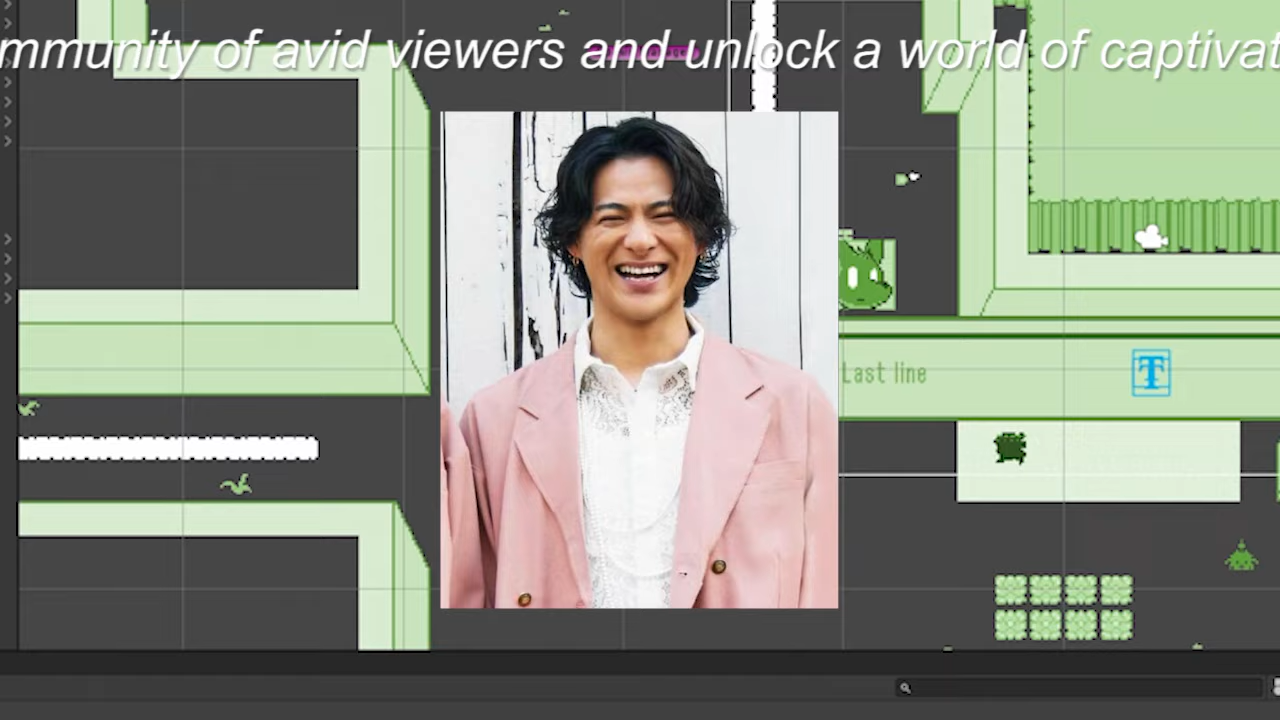 mmunity of avid viewers and unlock a world of captivat
Last line
T